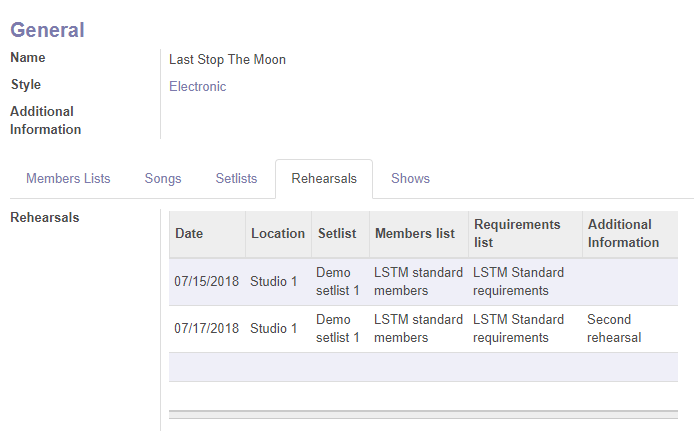 General
Name Last Stop The Moon
Style Electronic
Additional
Information
Members Lists Songs Setlists Rehearsals Shows
Rehearsals
Date Location Setlist Members list Requirements list Additional Information
07/15/2018 Studio 1 Demo setlist 1 LSTM standard members LSTM Standard requirements
07/17/2018 Studio 1 Demo setlist 1 LSTM standard members LSTM Standard requirements Second rehearsal